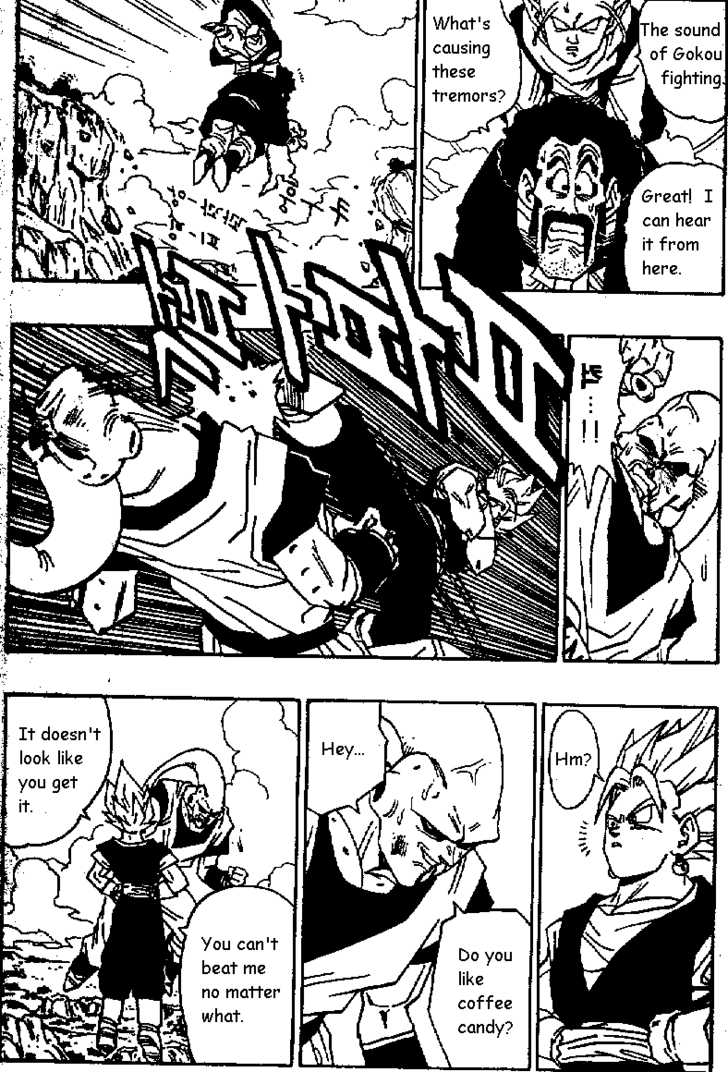 What's
causing
these
tremors?
The sound
of Gokou
fighting.
Great! I
can hear
it from
here.
It doesn't
look like
you get
it.
You can't
beat me
no matter
what.
Hey...
Do you
like
coffee
candy?
Hm?